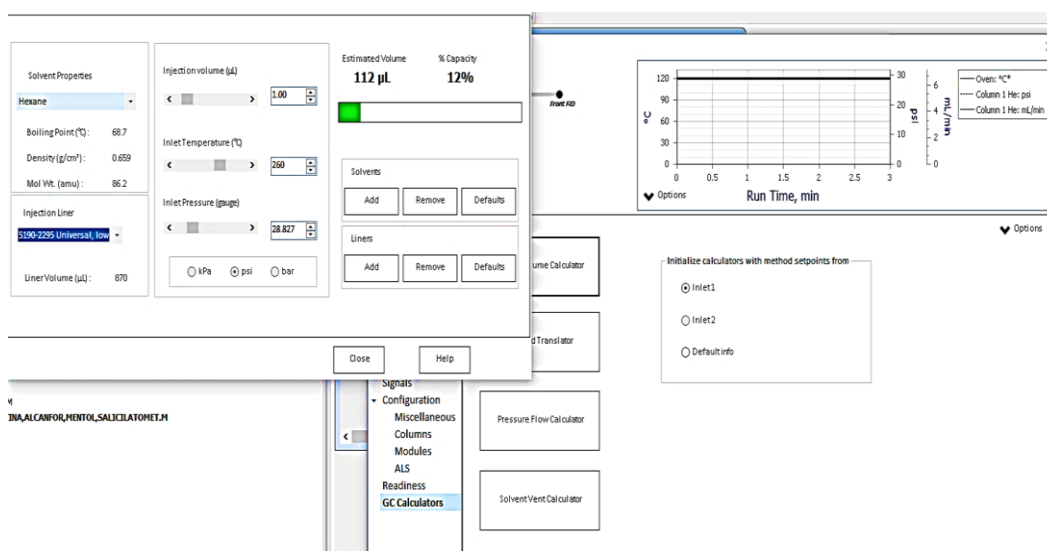 Solvent Properties
Hexane
Boiling Point (°C) : 68.7
Density (g/cm³) : 0.659
Mol Wt. (amu) : 86.2
Injection Liner
5190-2295 Universal, low
Liner Volume (µL) : 870
Injection volume (µL)
1.00
Inlet Temperature (°C)
260
Inlet Pressure (gauge)
28.827
kPa psi bar
Estimated Volume % Capacity
112 µL 12%
Solvents
Add Remove Defaults
Liners
Add Remove Defaults
Close Help
Front FID
120
90
60
30
0
°C
0 0.5 1 1.5 2 2.5 3
Run Time, min
30
20
10
0
psi
6
4
2
0
mL/min
Oven: °C*
Column 1 He: psi
Column 1 He: mL/min
Options
Options
ume Calculator
d Translator
Pressure Flow Calculator
Solvent Vent Calculator
Initialize calculators with method setpoints from
Inlet1
Inlet2
Default info
M
INA,ALCANFOR,MENTOL,SALICILATOMET.M
Signals
Configuration
Miscellaneous
Columns
Modules
ALS
Readiness
GC Calculators